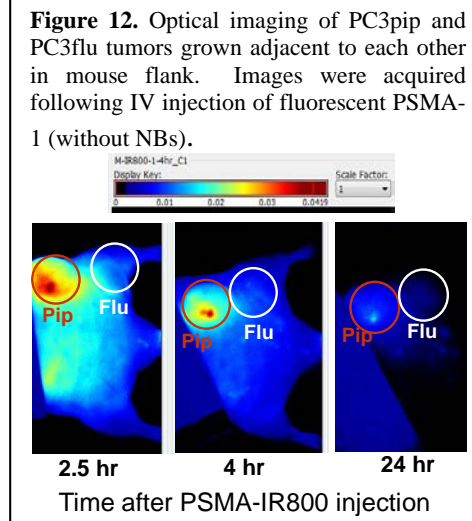 Figure 12. Optical imaging of PC3pip and
PC3flu tumors grown adjacent to each other
in mouse flank. Images were acquired
following IV injection of fluorescent PSMA-
1 (without NBs).
M-IR800-1-4hr_C1
Display Key:
Scale Factor:
0 0.01 0.02 0.03 0.0419
1
Pip Flu
Pip Flu
Pip Flu
2.5 hr 4 hr 24 hr
Time after PSMA-IR800 injection